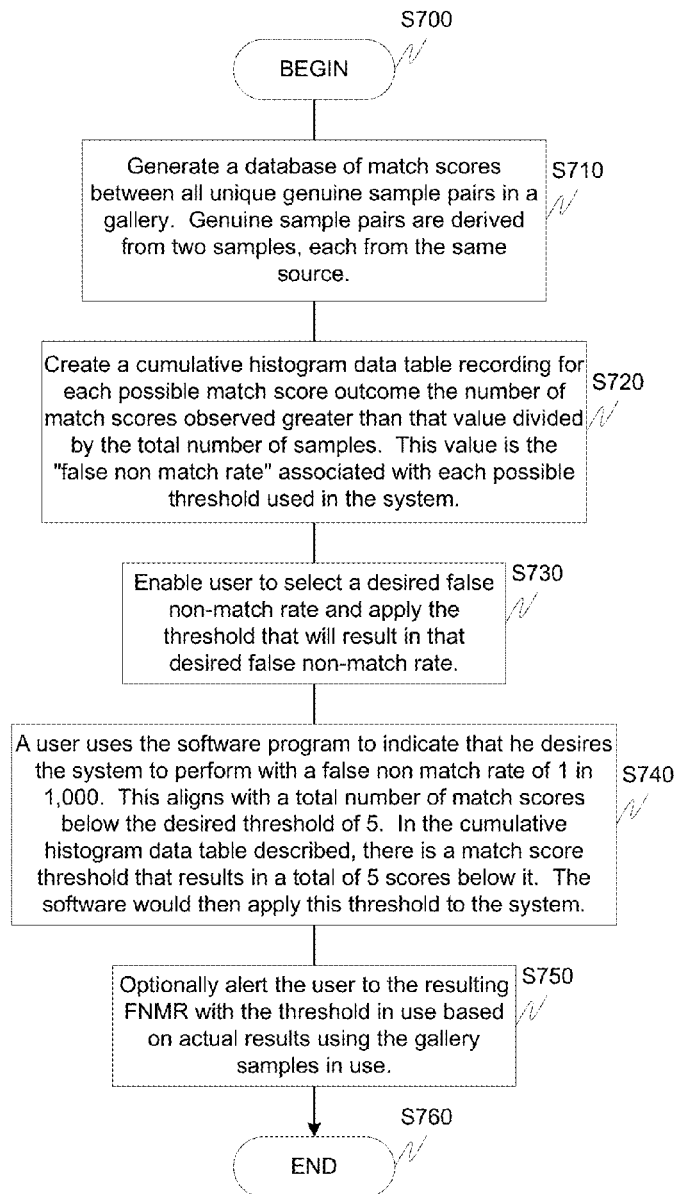 S700
BEGIN
Generate a database of match scores
between all unique genuine sample pairs in a
gallery. Genuine sample pairs are derived
from two samples, each from the same
source.
S710
Create a cumulative histogram data table recording for
each possible match score outcome the number of
match scores observed greater than that value divided
by the total number of samples. This value is the
"false non match rate" associated with each possible
threshold used in the system.
S720
Enable user to select a desired false
non-match rate and apply the
threshold that will result in that
desired false non-match rate.
S730
A user uses the software program to indicate that he desires
the system to perform with a false non match rate of 1 in
1,000. This aligns with a total number of match scores
below the desired threshold of 5. In the cumulative
histogram data table described, there is a match score
threshold that results in a total of 5 scores below it. The
software would then apply this threshold to the system.
S740
Optionally alert the user to the resulting
FNMR with the threshold in use based
on actual results using the gallery
samples in use.
S750
S760
END